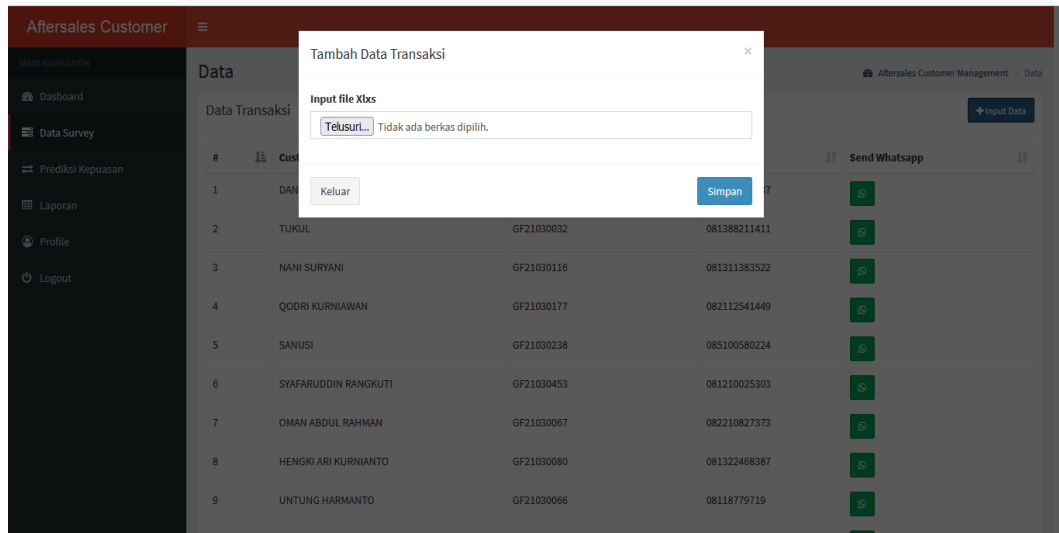 Aftersales Customer
MAIN NAVIGATION
Dasboard
Data Survey
Prediksi Kepuasan
Laporan
Profile
Logout
Data
Aftersales Customer Management > Data
Data Transaksi
+Input Data
Tambah Data Transaksi ×
Input file Xlxs
Telusuri... Tidak ada berkas dipilih.
Keluar Simpan
# Cust Send Whatsapp
1 DAN 7
2 TUKUL GF21030032 081388211411
3 NANI SURYANI GF21030116 081311383522
4 QODRI KURNIAWAN GF21030177 082112541449
5 SANUSI GF21030238 085100580224
6 SYAFARUDDIN RANGKUTI GF21030453 081210025303
7 OMAN ABDUL RAHMAN GF21030067 082210827373
8 HENGKI ARI KURNIANTO GF21030080 081322468387
9 UNTUNG HARMANTO GF21030066 08118779719